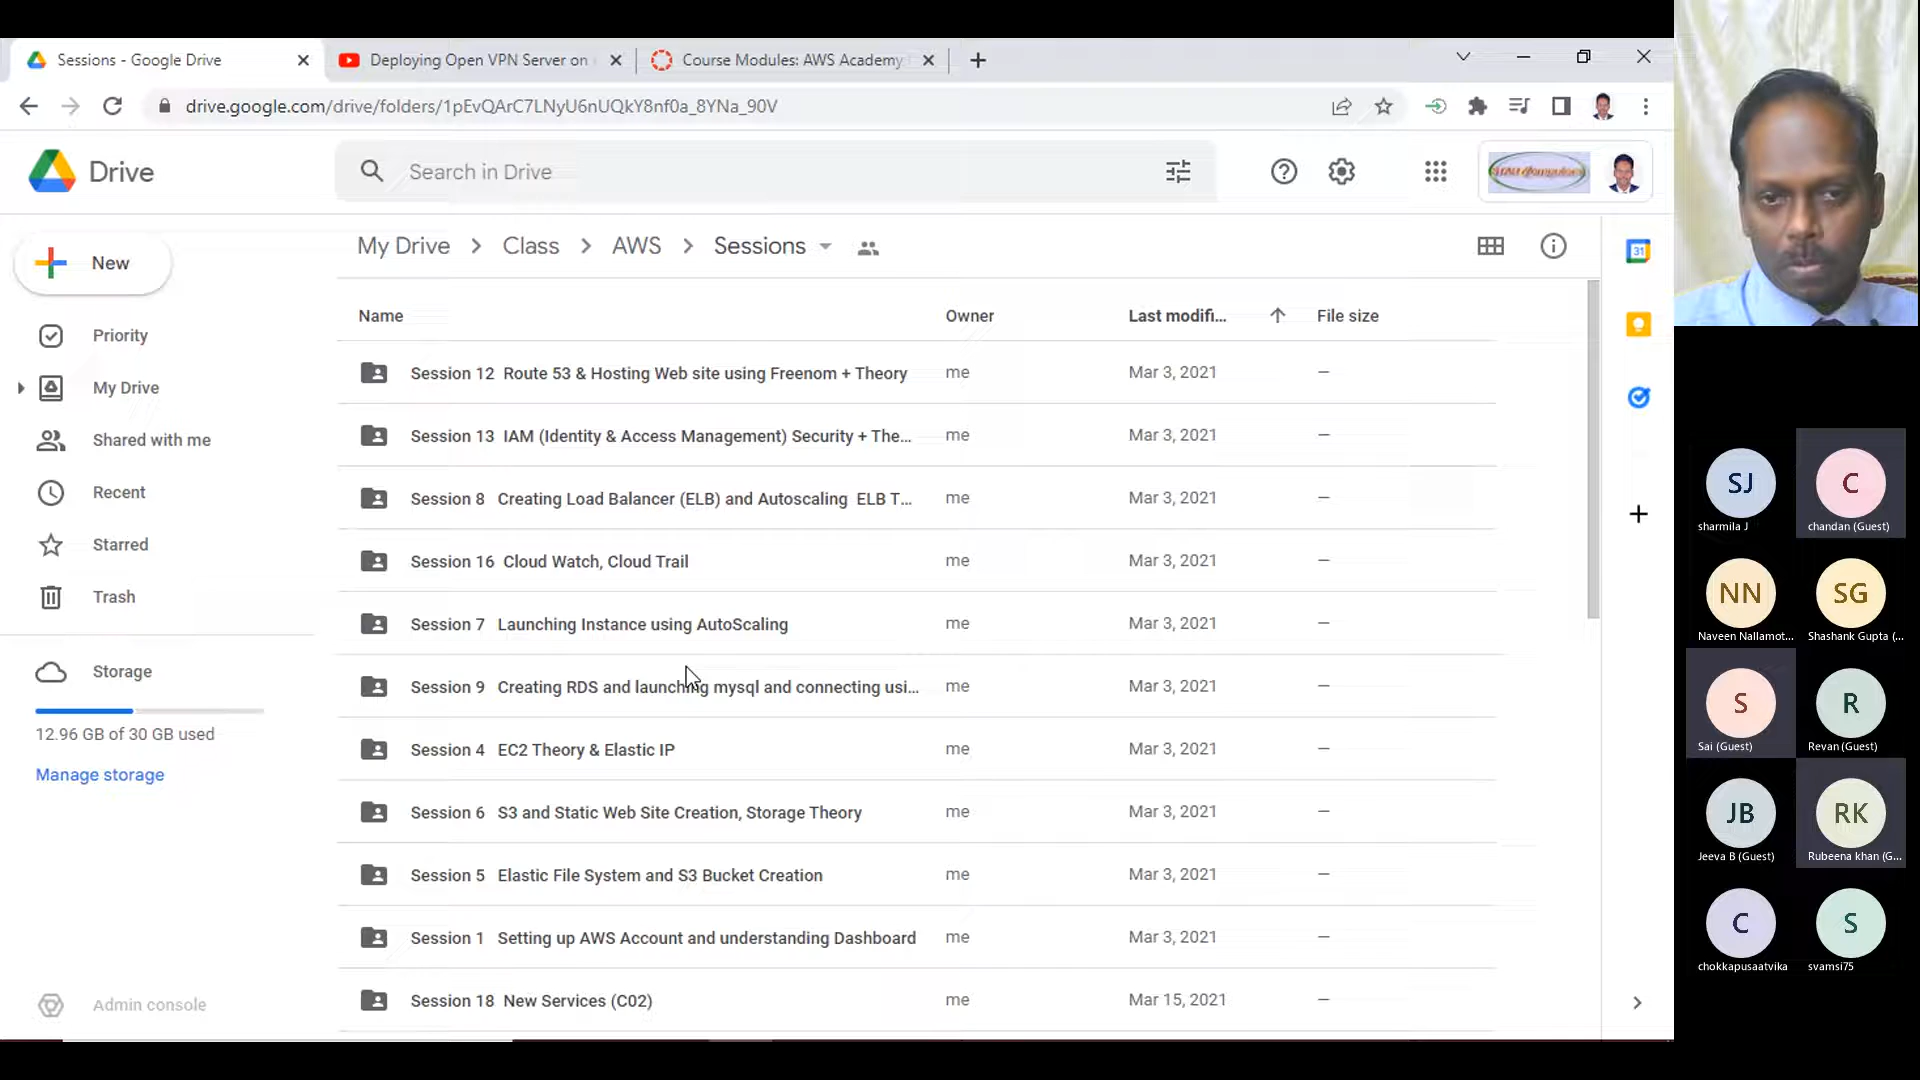 Sessions - Google Drive
Deploying Open VPN Server on
Course Modules: AWS Academy
drive.google.com/drive/folders/1pEvQArC7LNyU6nUQkY8nf0a_8YNa_90V
Drive
Search in Drive
New
My Drive > Class > AWS > Sessions
31
Name Owner Last modifi... File size
Priority
My Drive
Shared with me
Recent
Starred
Trash
Storage
12.96 GB of 30 GB used
Manage storage
Admin console
Session 12 Route 53 & Hosting Web site using Freenom + Theory me Mar 3, 2021 –
Session 13 IAM (Identity & Access Management) Security + The... me Mar 3, 2021 –
Session 8 Creating Load Balancer (ELB) and Autoscaling ELB T... me Mar 3, 2021 –
Session 16 Cloud Watch, Cloud Trail me Mar 3, 2021 –
Session 7 Launching Instance using AutoScaling me Mar 3, 2021 –
Session 9 Creating RDS and launching mysql and connecting usi... me Mar 3, 2021 –
Session 4 EC2 Theory & Elastic IP me Mar 3, 2021 –
Session 6 S3 and Static Web Site Creation, Storage Theory me Mar 3, 2021 –
Session 5 Elastic File System and S3 Bucket Creation me Mar 3, 2021 –
Session 1 Setting up AWS Account and understanding Dashboard me Mar 3, 2021 –
Session 18 New Services (C02) me Mar 15, 2021 –
SJ C
sharmila J chandan (Guest)
NN SG
Naveen Nallamot... Shashank Gupta (...
S R
Sai (Guest) Revan (Guest)
JB RK
Jeeva B (Guest) Rubeena khan (G...
C S
chokkapusaatvika svamsi75